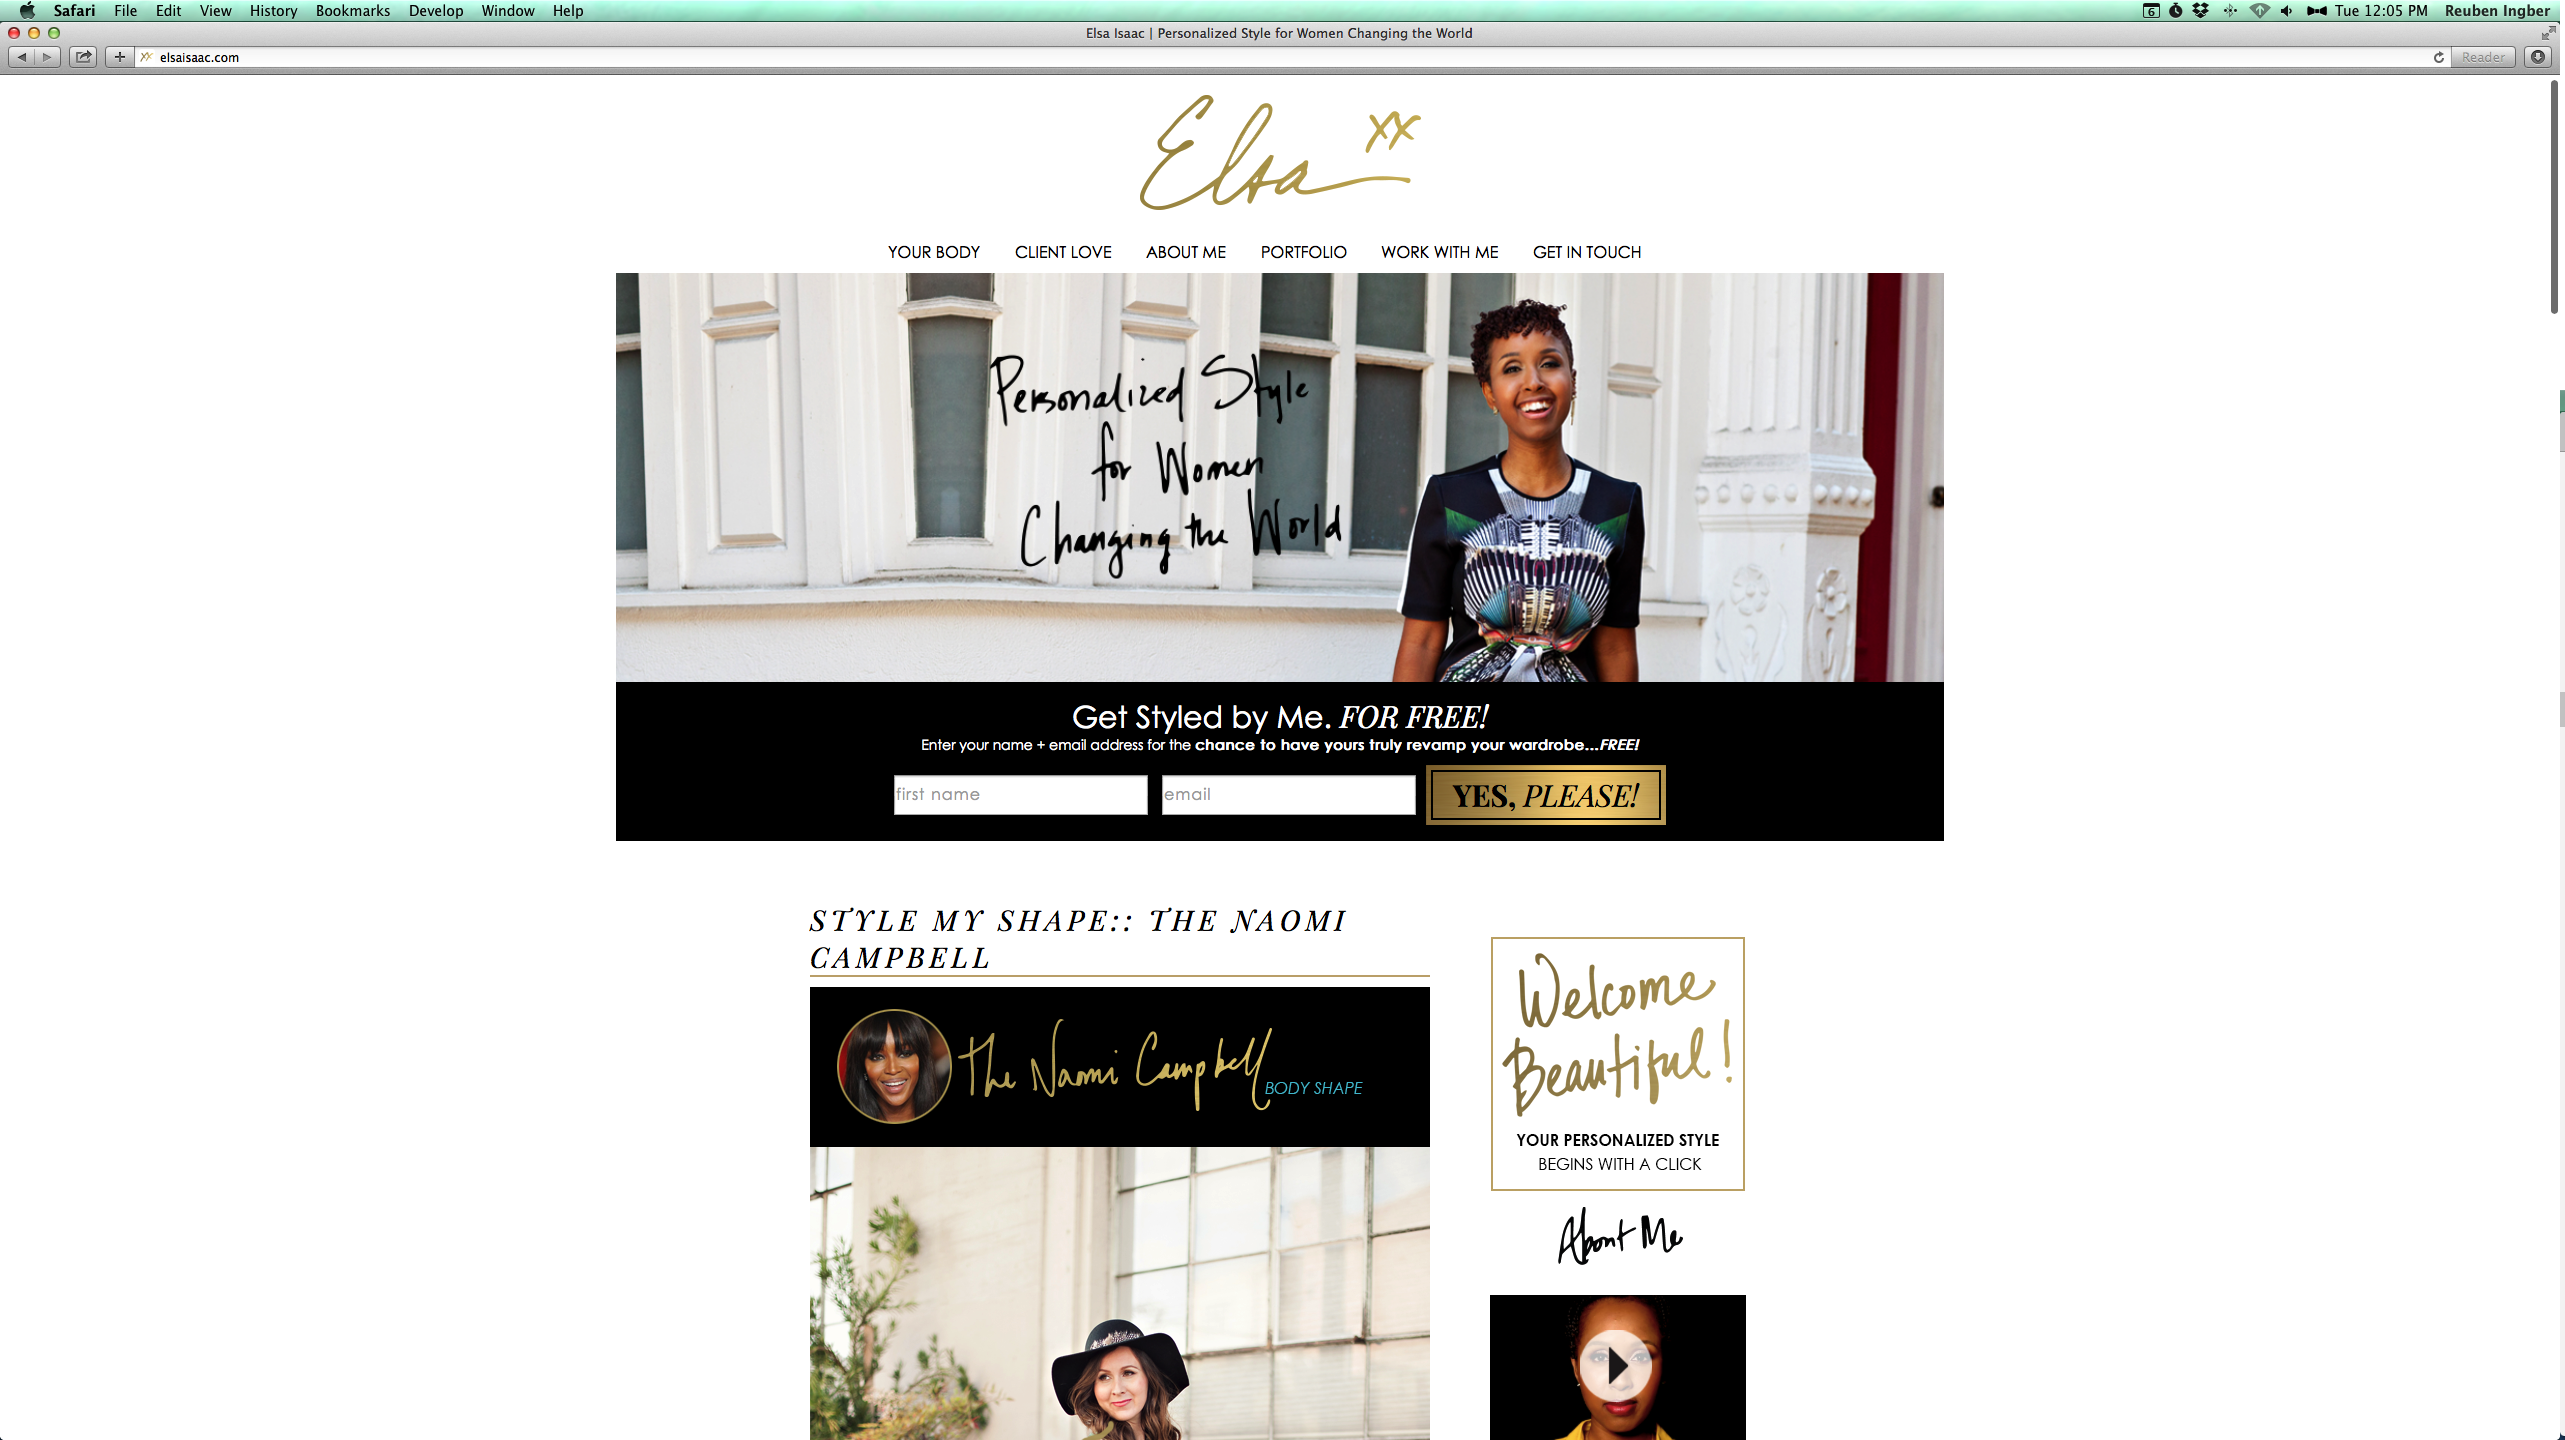 Safari File Edit View History Bookmarks Develop Window Help 6 Tue 12:05 PM Reuben Ingber
Elsa Isaac | Personalized Style for Women Changing the World
xx elsaisaac.com Reader
Elsa xx
YOUR BODY CLIENT LOVE ABOUT ME PORTFOLIO WORK WITH ME GET IN TOUCH
Personalized Style
for Women
Changing the World
Get Styled by Me. FOR FREE!
Enter your name + email address for the chance to have yours truly revamp your wardrobe...FREE!
first name email YES, PLEASE!
STYLE MY SHAPE:: THE NAOMI
CAMPBELL
The Naomi Campbell BODY SHAPE
Welcome
Beautiful!
YOUR PERSONALIZED STYLE
BEGINS WITH A CLICK
About Me